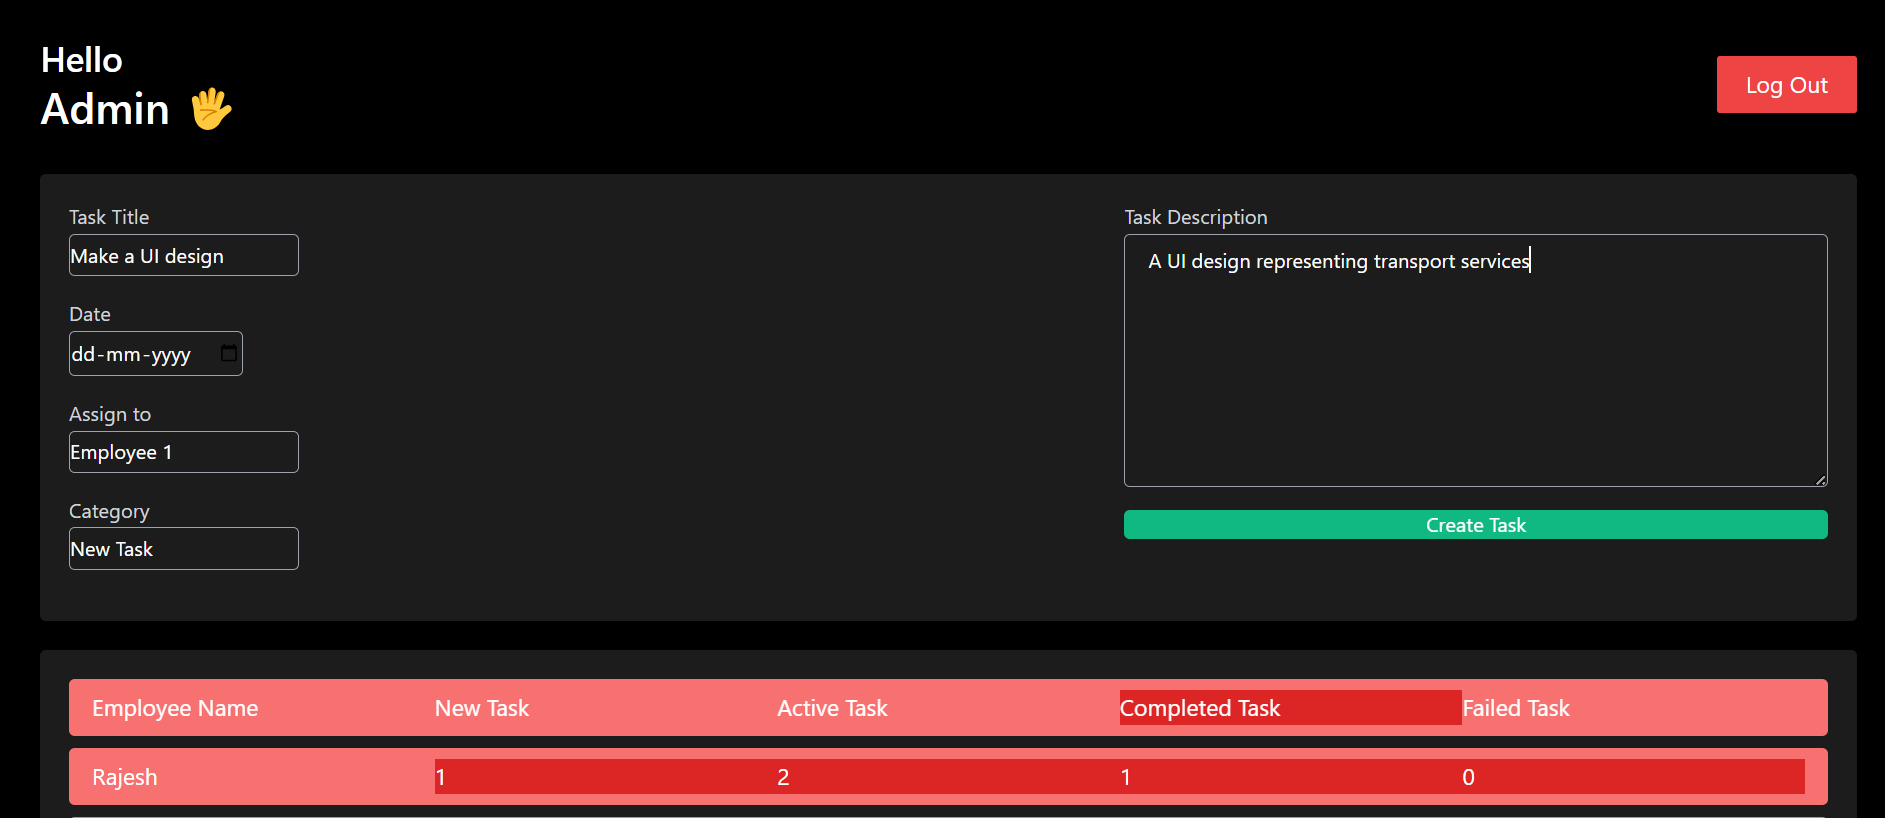 Hello
Admin 🖐
Log Out
Task Title
Make a UI design
Date
dd-mm-yyyy
Assign to
Employee 1
Category
New Task
Task Description
A UI design representing transport services
Create Task
Employee Name New Task Active Task Completed Task Failed Task
Rajesh 1 2 1 0